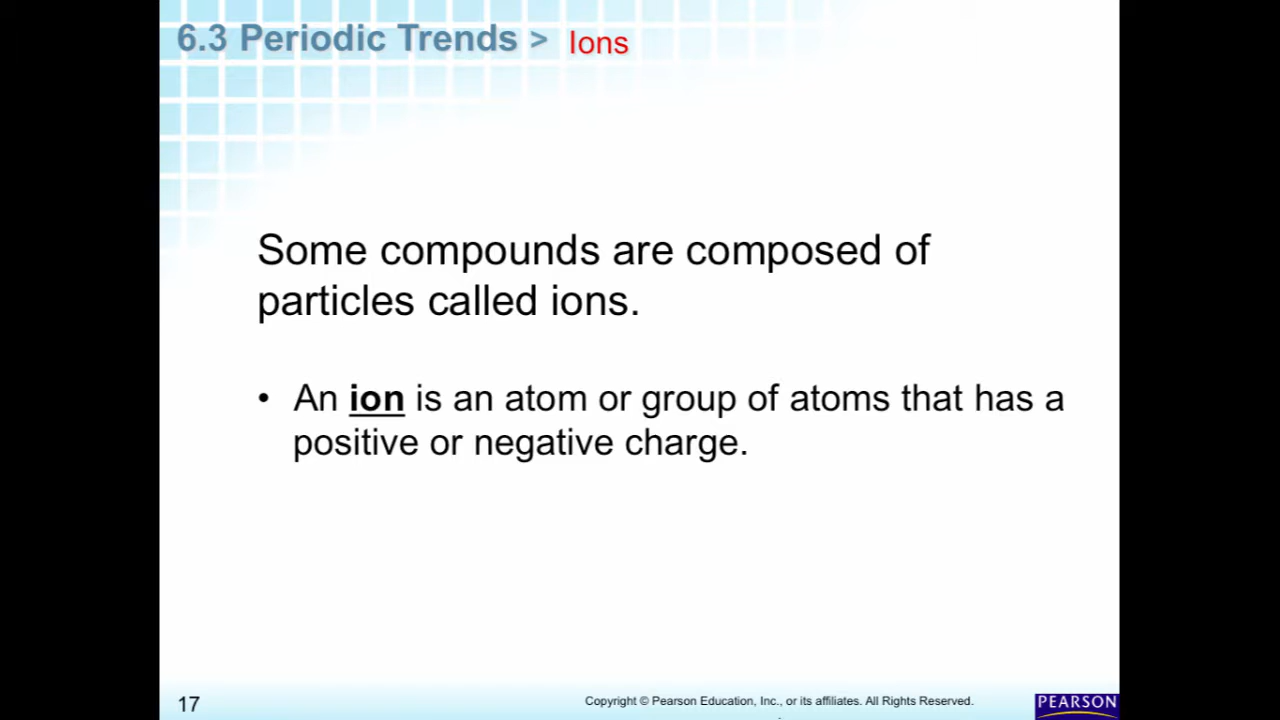 6.3 Periodic Trends > Ions
Some compounds are composed of
particles called ions.
• An ion is an atom or group of atoms that has a
positive or negative charge.
17
Copyright © Pearson Education, Inc., or its affiliates. All Rights Reserved.
PEARSON